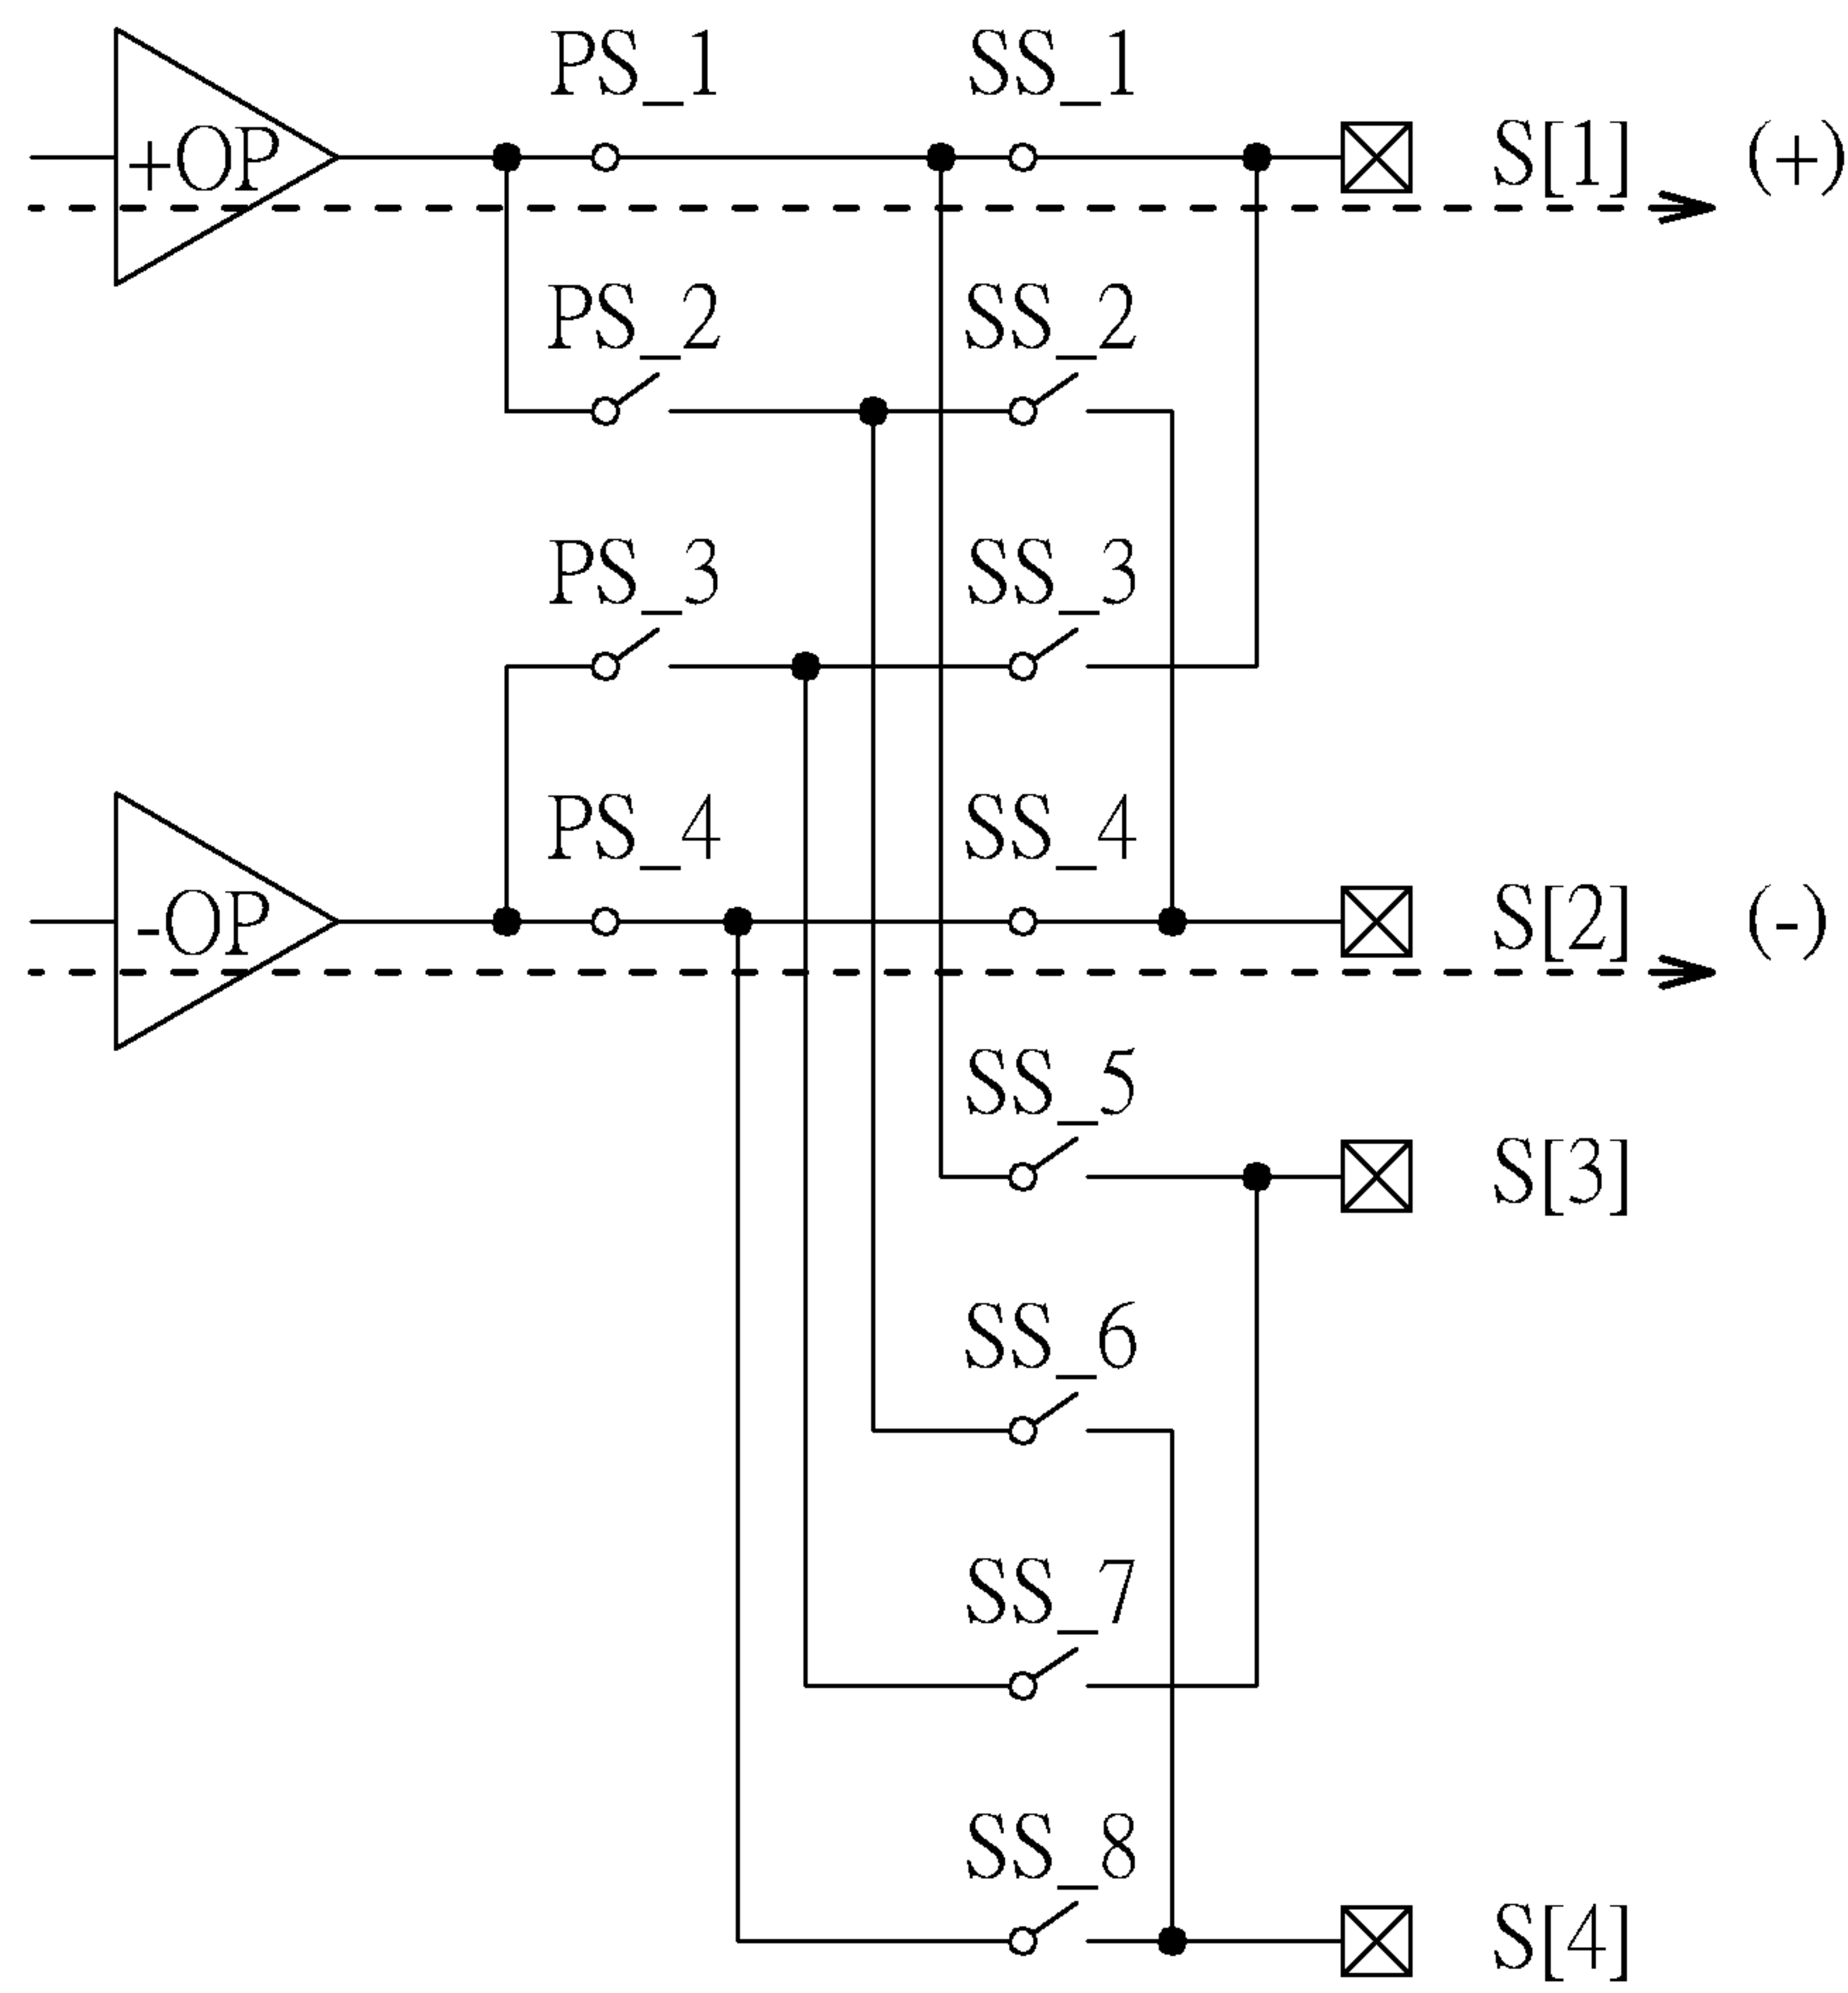 PS_1 SS_1
+OP S[1] (+)
PS_2 SS_2
PS_3 SS_3
PS_4 SS_4
-OP S[2] (-)
SS_5
S[3]
SS_6
SS_7
SS_8
S[4]